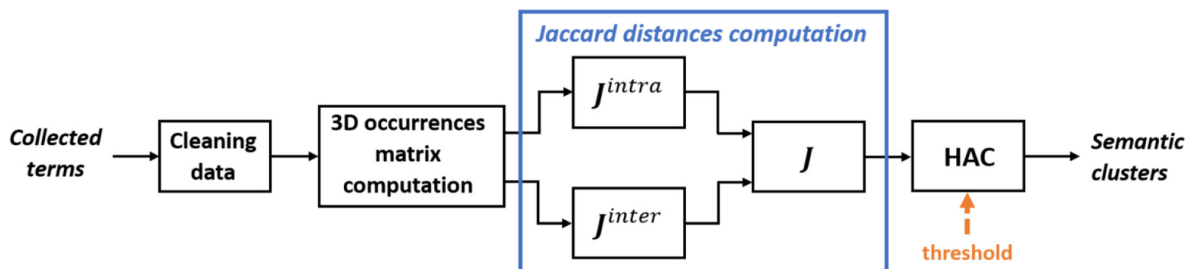 Jaccard distances computation
Collected
terms
Cleaning
data
3D occurrences
matrix
computation
J^intra
J^inter
J
HAC
threshold
Semantic
clusters